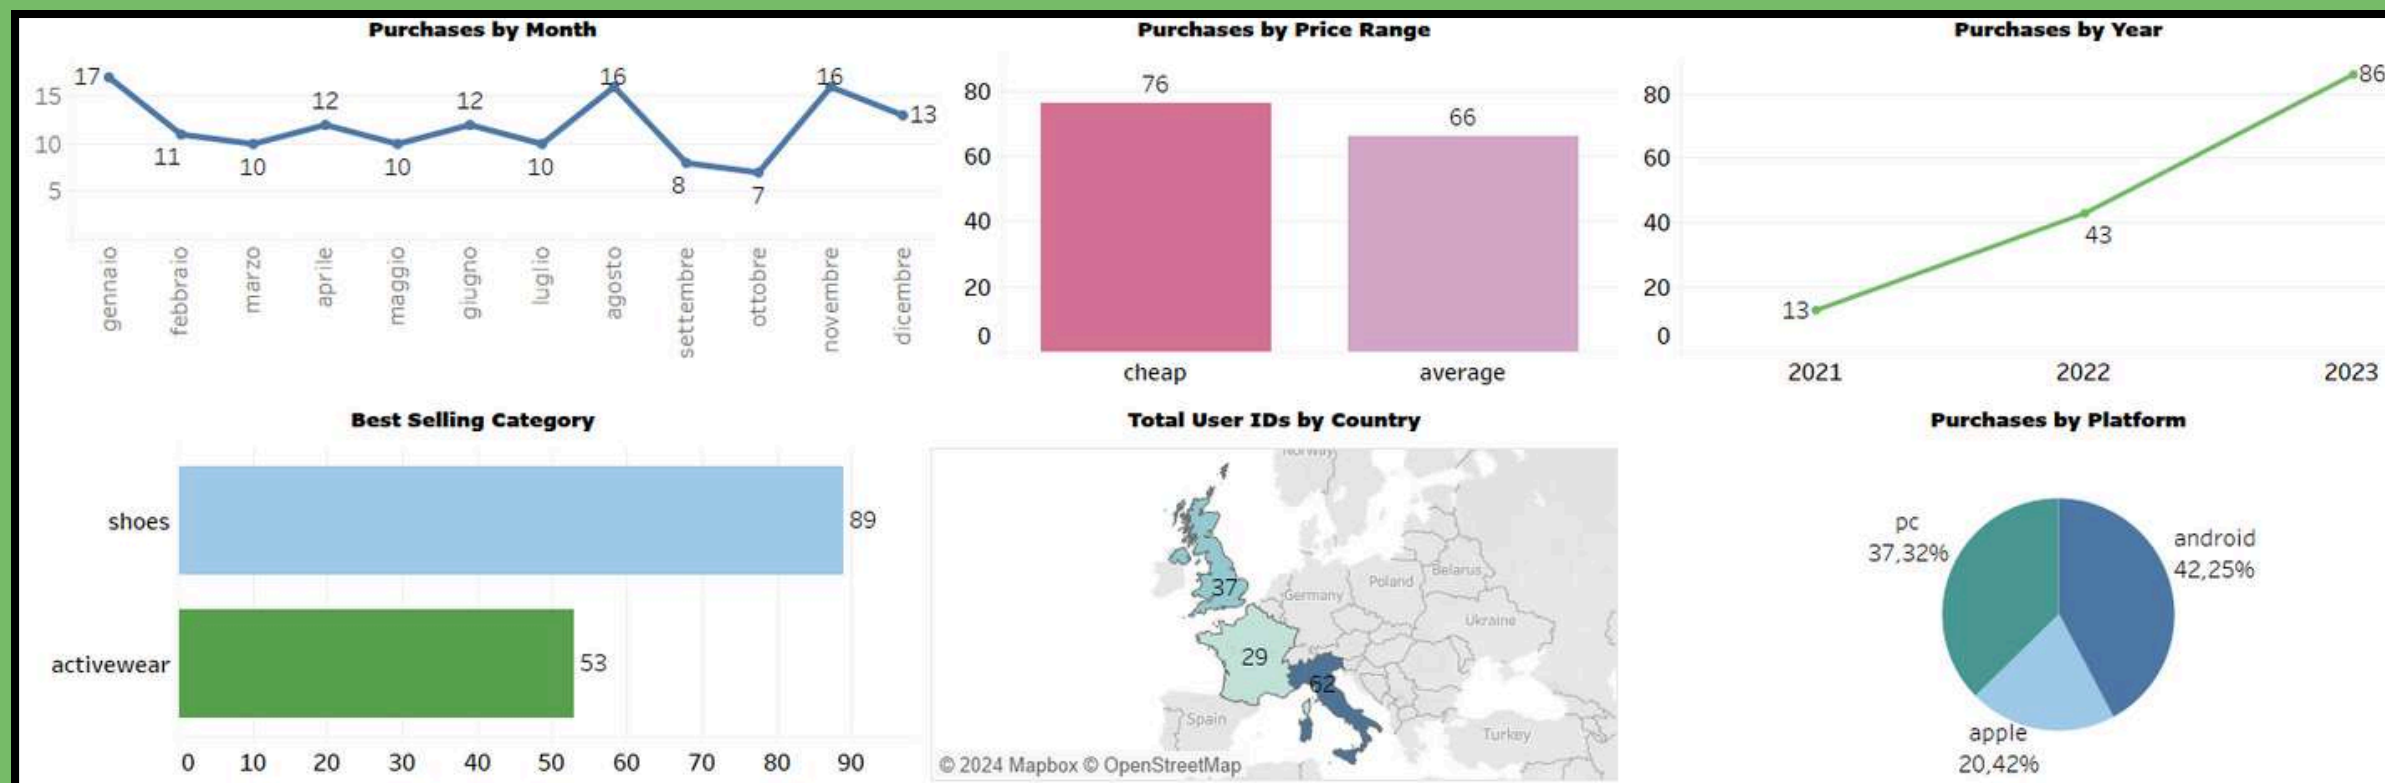 Purchases by Month
17
11
10
12
10
12
10
16
8
7
16
13
15
10
5
gennaio
febbraio
marzo
aprile
maggio
giugno
luglio
agosto
settembre
ottobre
novembre
dicembre
Purchases by Price Range
80
60
40
20
0
76
66
cheap
average
Purchases by Year
80
60
40
20
0
13
43
86
2021
2022
2023
Best Selling Category
shoes
89
activewear
53
0 10 20 30 40 50 60 70 80 90
Total User IDs by Country
Norway
37
Germany
Poland
Belarus
Ukraine
29
62
Spain
Turkey
© 2024 Mapbox © OpenStreetMap
Purchases by Platform
pc
37,32%
android
42,25%
apple
20,42%